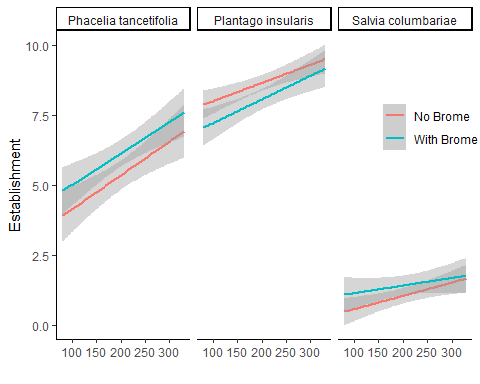 Phacelia tancetifolia
Plantago insularis
Salvia columbariae
Establishment
10.0
7.5
5.0
2.5
0.0
No Brome
With Brome
100 150 200 250 300
100 150 200 250 300
100 150 200 250 300